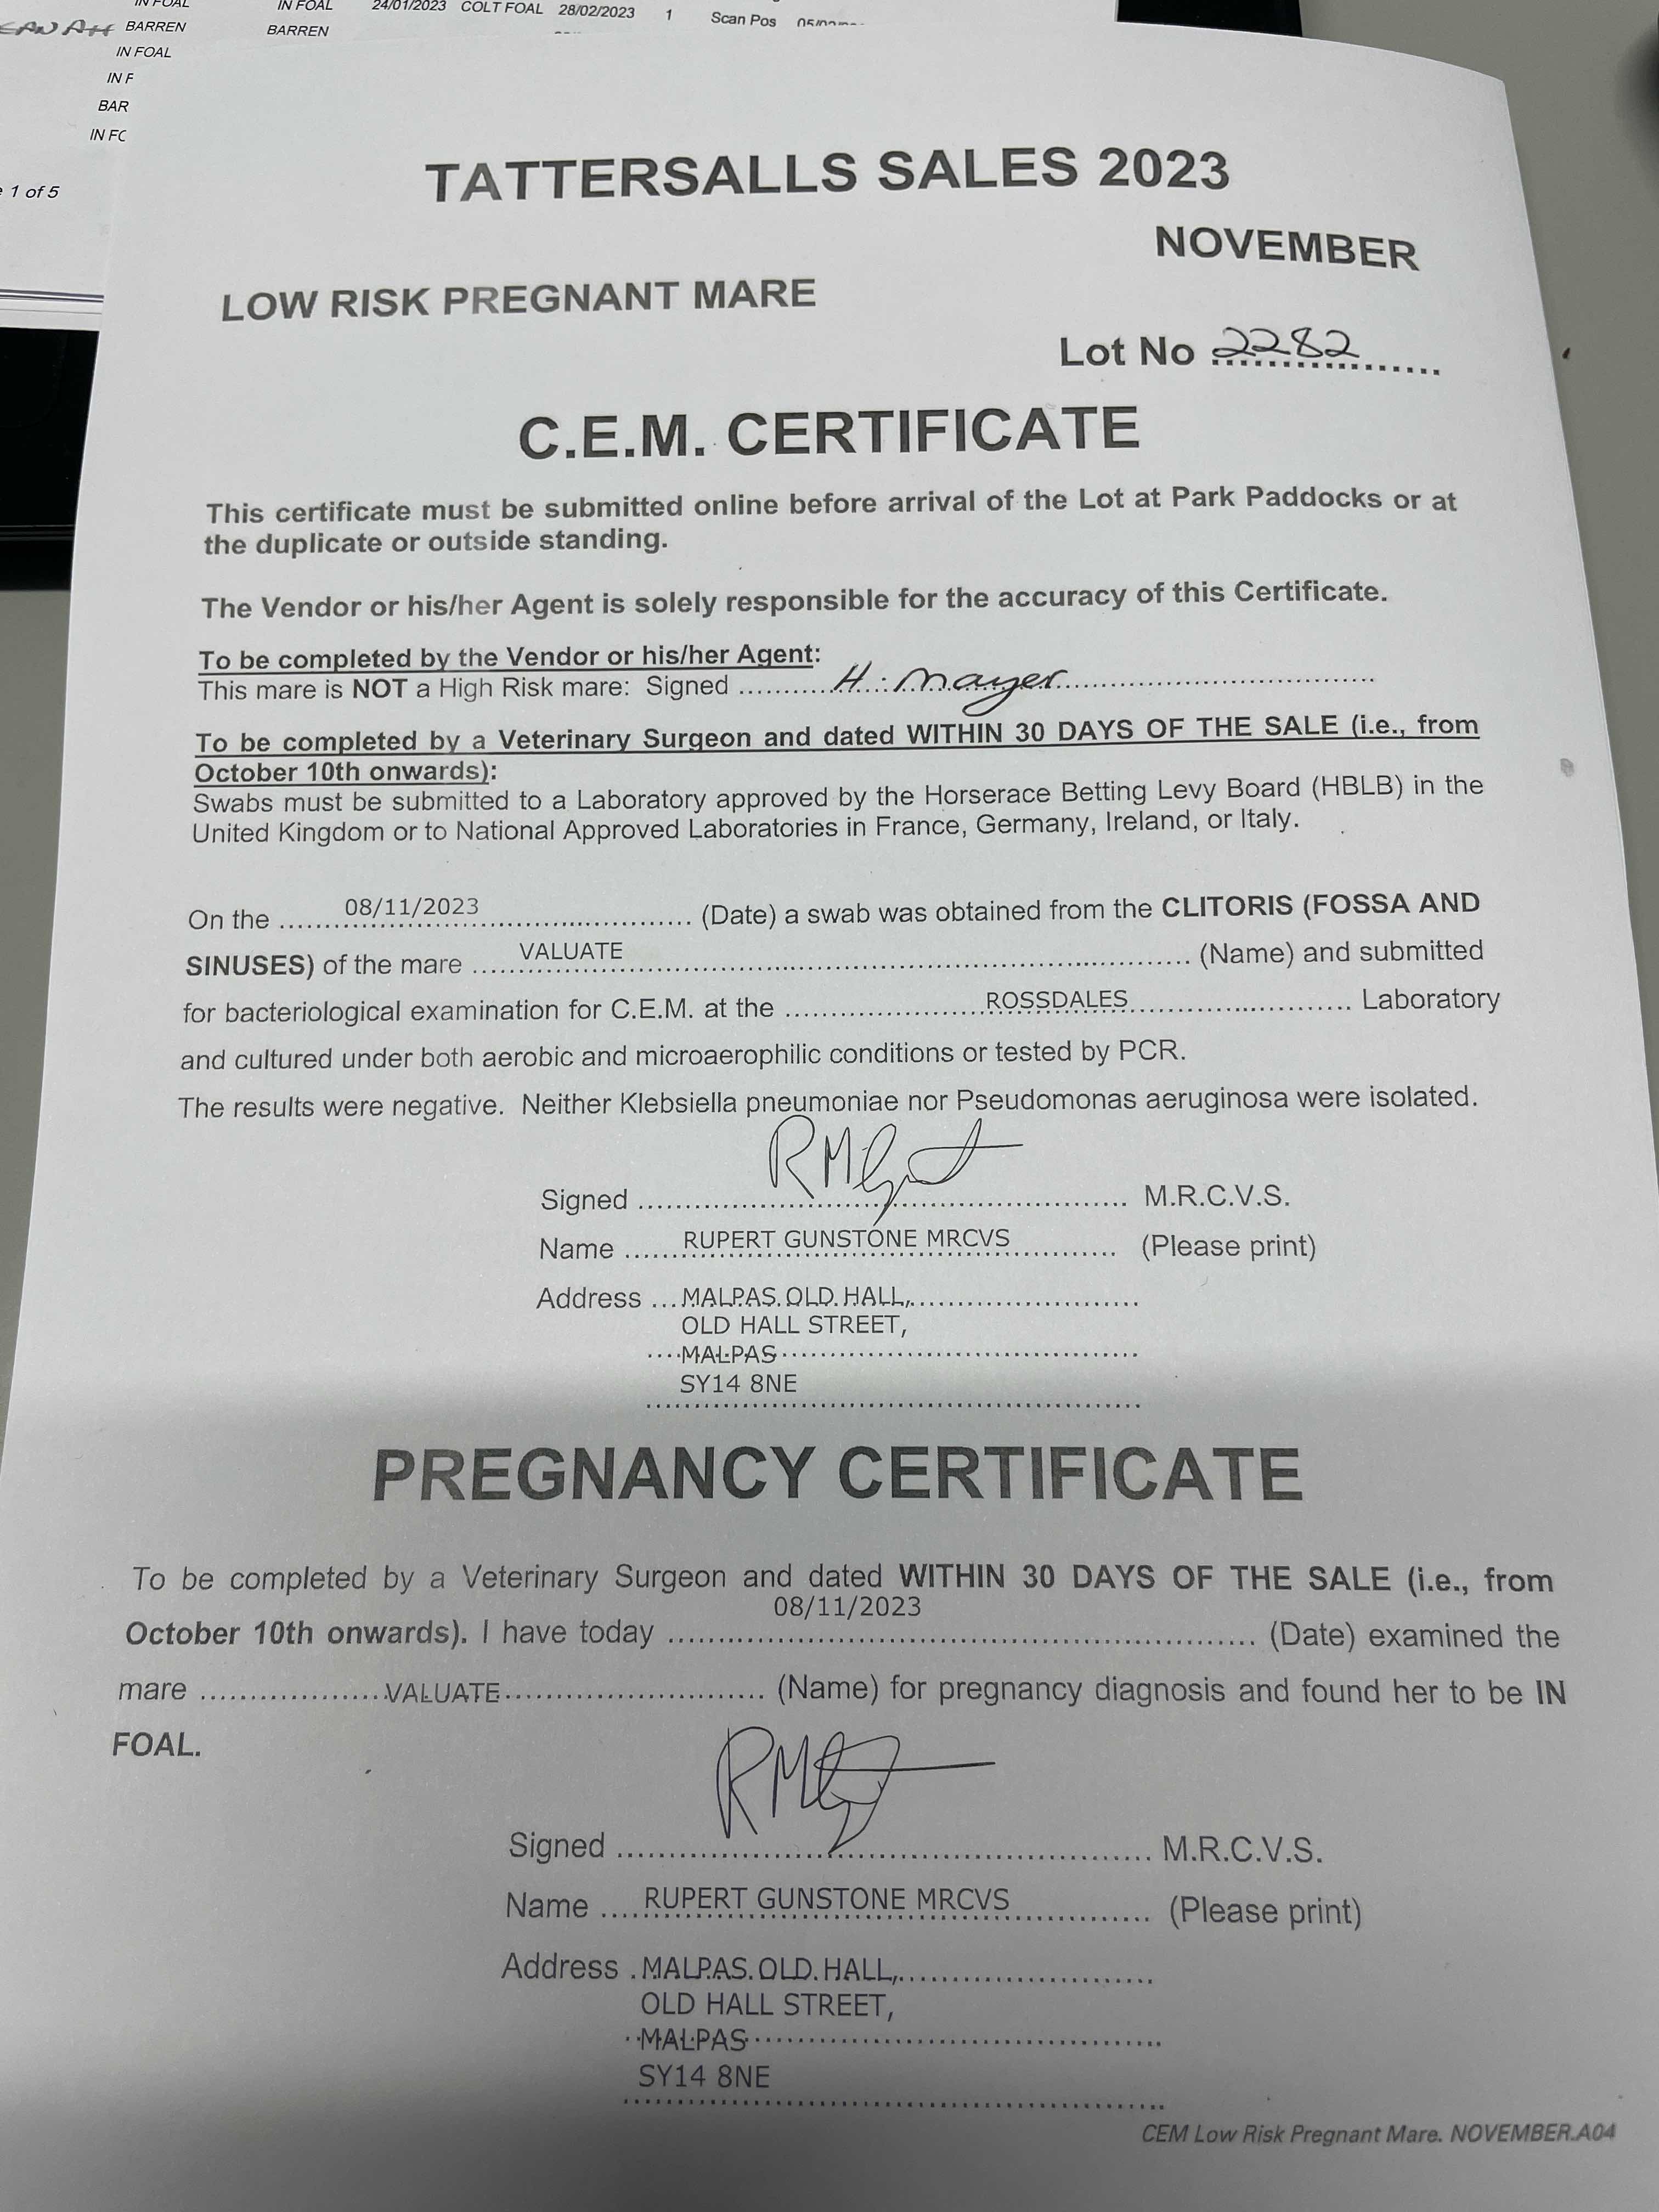 IN FOAL IN FOAL 24/01/2023 COLT FOAL 28/02/2023 1 Scan Pos
BARREN BARREN
IN FOAL
IN F
BAR
IN FC
1 of 5
TATTERSALLS SALES 2023
NOVEMBER
LOW RISK PREGNANT MARE
Lot No 2282
C.E.M. CERTIFICATE
This certificate must be submitted online before arrival of the Lot at Park Paddocks or at
the duplicate or outside standing.
The Vendor or his/her Agent is solely responsible for the accuracy of this Certificate.
To be completed by the Vendor or his/her Agent:
This mare is NOT a High Risk mare: Signed H. Mayer
To be completed by a Veterinary Surgeon and dated WITHIN 30 DAYS OF THE SALE (i.e., from
October 10th onwards):
Swabs must be submitted to a Laboratory approved by the Horserace Betting Levy Board (HBLB) in the
United Kingdom or to National Approved Laboratories in France, Germany, Ireland, or Italy.
On the 08/11/2023 (Date) a swab was obtained from the CLITORIS (FOSSA AND
SINUSES) of the mare VALUATE (Name) and submitted
for bacteriological examination for C.E.M. at the ROSSDALES Laboratory
and cultured under both aerobic and microaerophilic conditions or tested by PCR.
The results were negative. Neither Klebsiella pneumoniae nor Pseudomonas aeruginosa were isolated.
Signed M.R.C.V.S.
Name RUPERT GUNSTONE MRCVS (Please print)
Address MALPAS OLD HALL,
OLD HALL STREET,
MALPAS
SY14 8NE
PREGNANCY CERTIFICATE
To be completed by a Veterinary Surgeon and dated WITHIN 30 DAYS OF THE SALE (i.e., from
October 10th onwards). I have today 08/11/2023 (Date) examined the
mare VALUATE (Name) for pregnancy diagnosis and found her to be IN
FOAL.
Signed M.R.C.V.S.
Name RUPERT GUNSTONE MRCVS (Please print)
Address MALPAS OLD HALL,
OLD HALL STREET,
MALPAS
SY14 8NE
CEM Low Risk Pregnant Mare. NOVEMBER.A04